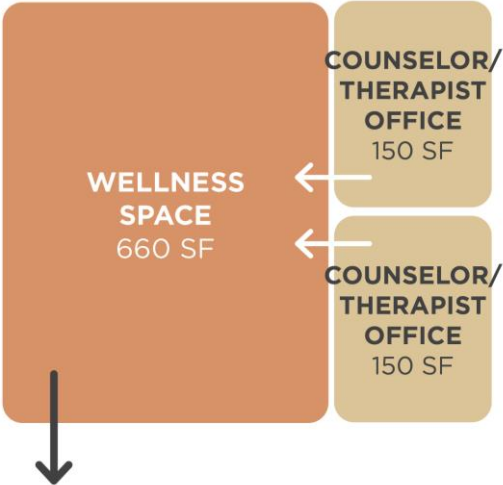 COUNSELOR/
THERAPIST
OFFICE
150 SF
WELLNESS
SPACE
660 SF
COUNSELOR/
THERAPIST
OFFICE
150 SF